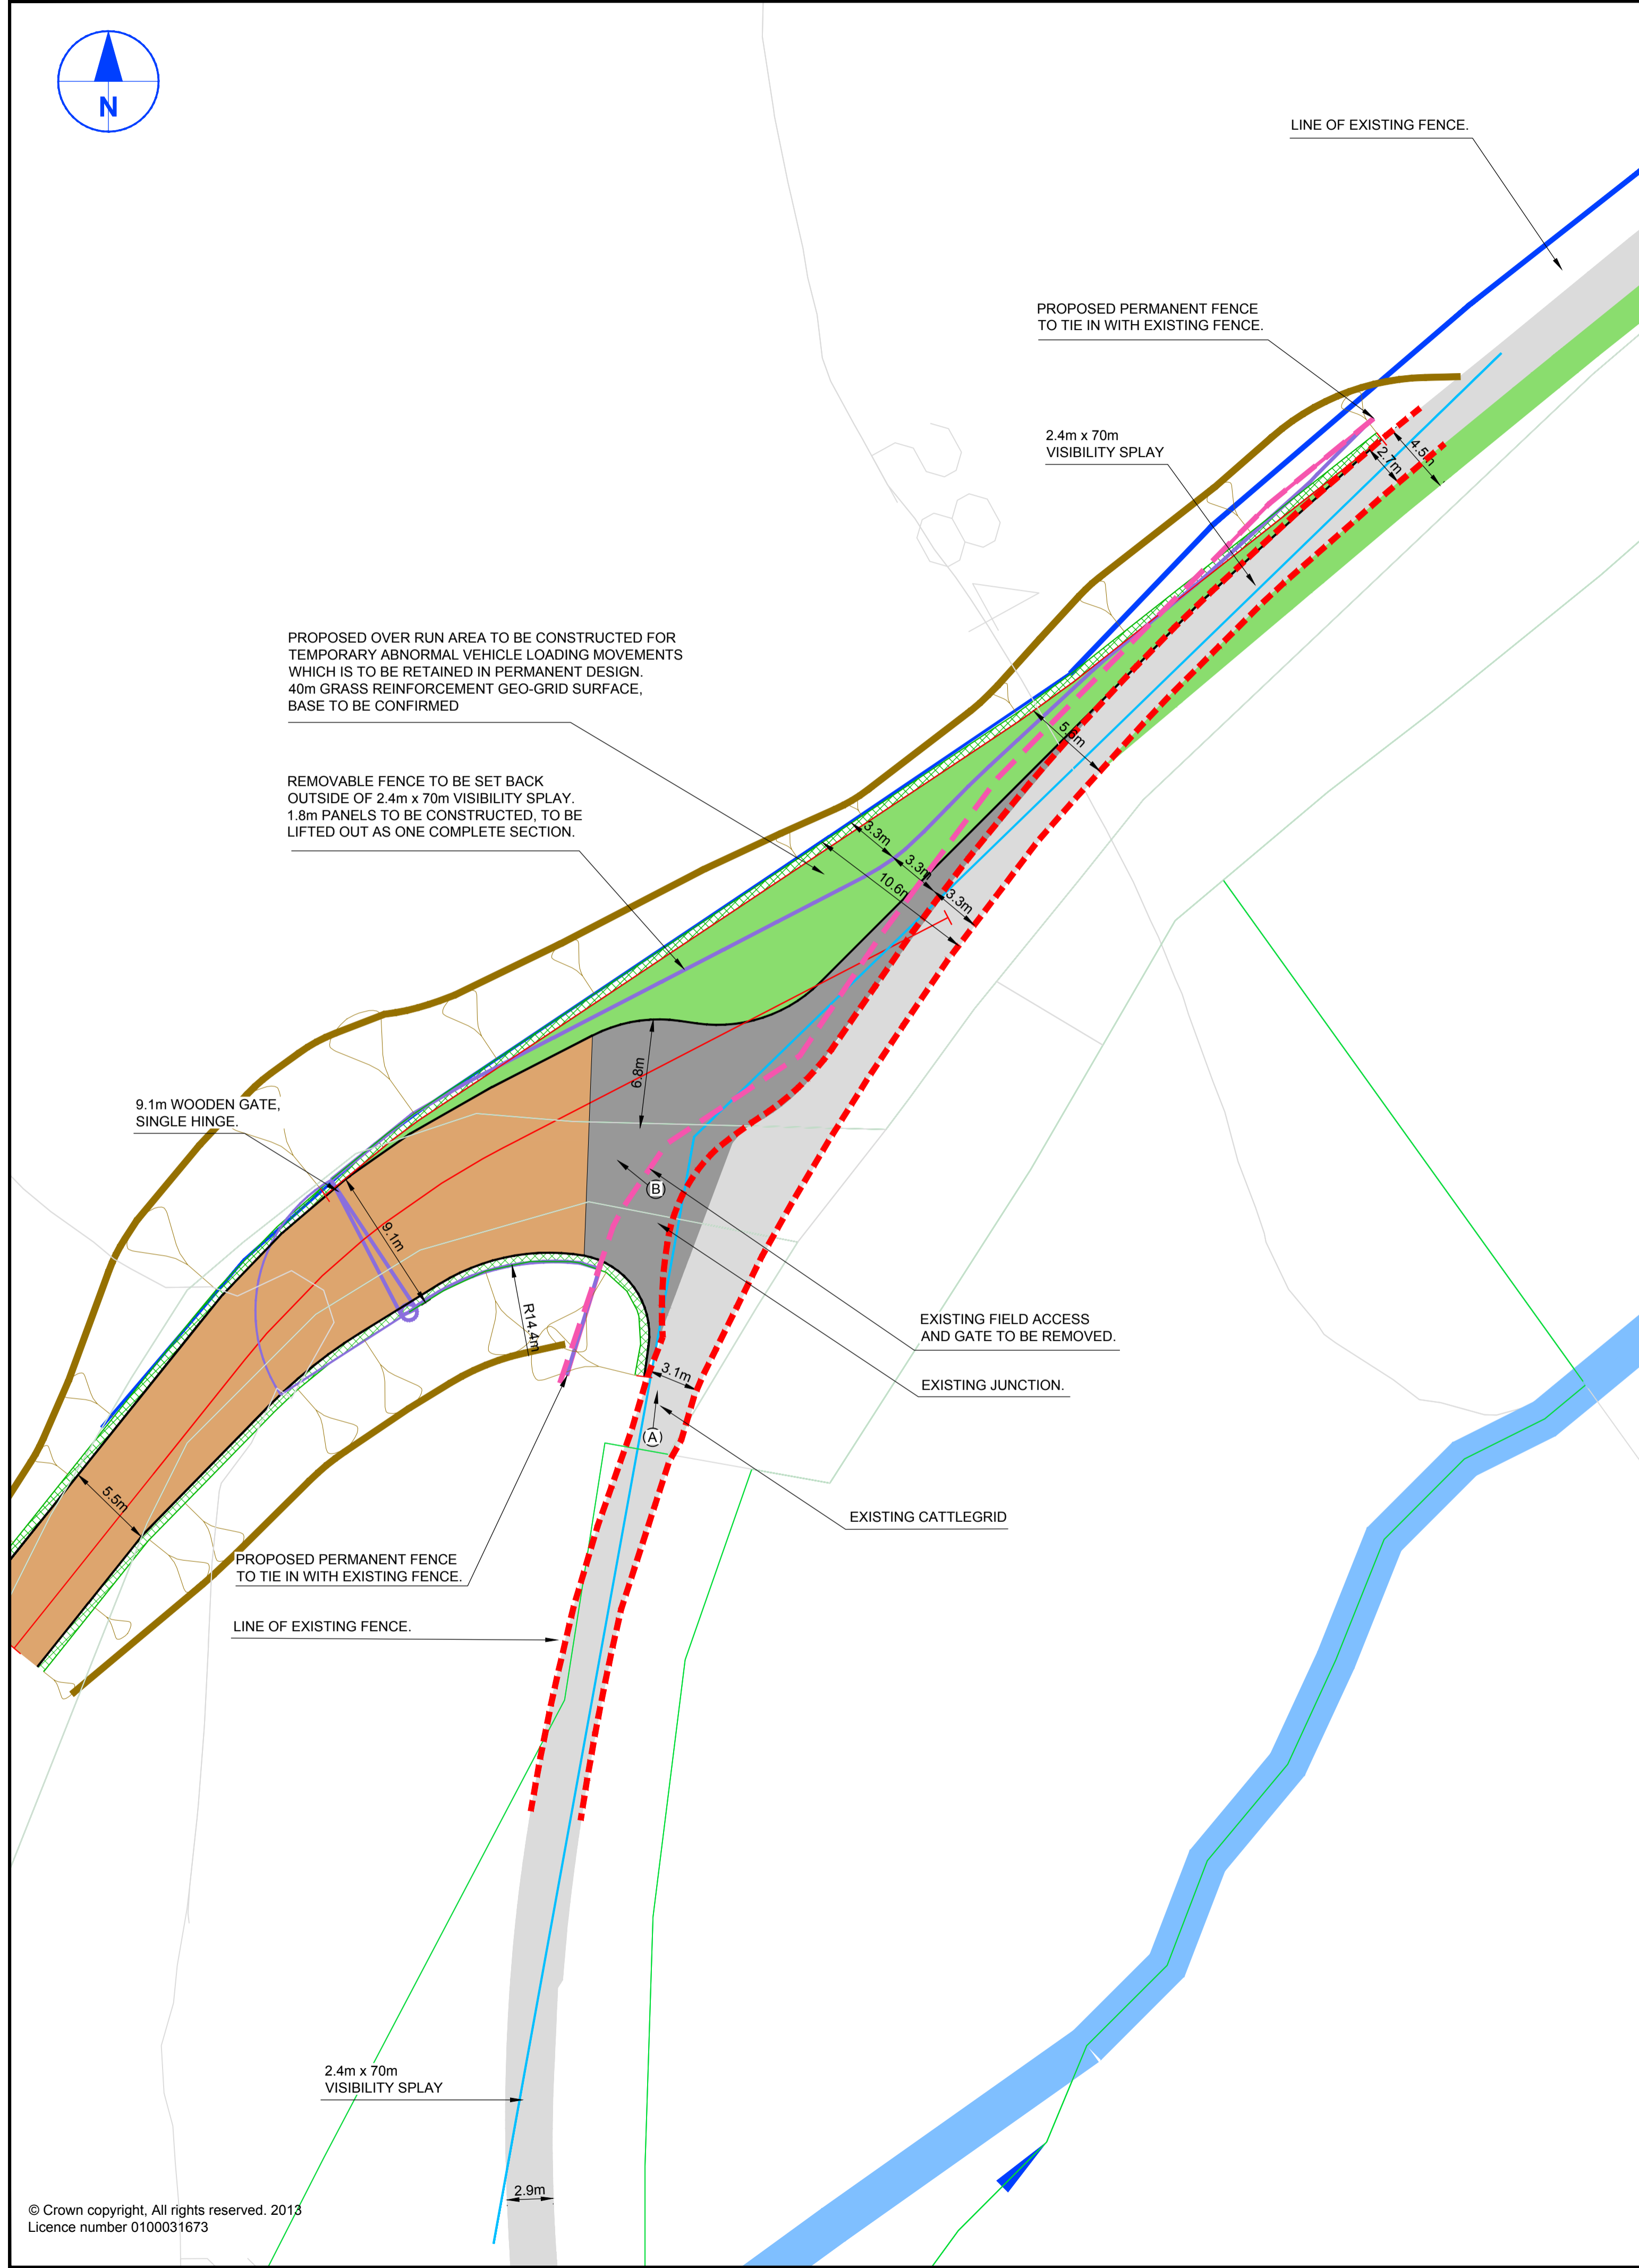 N
LINE OF EXISTING FENCE.
PROPOSED PERMANENT FENCE
TO TIE IN WITH EXISTING FENCE.
2.4m x 70m
VISIBILITY SPLAY
4.5m
2.7m
PROPOSED OVER RUN AREA TO BE CONSTRUCTED FOR
TEMPORARY ABNORMAL VEHICLE LOADING MOVEMENTS
WHICH IS TO BE RETAINED IN PERMANENT DESIGN.
40m GRASS REINFORCEMENT GEO-GRID SURFACE,
BASE TO BE CONFIRMED
5.6m
REMOVABLE FENCE TO BE SET BACK
OUTSIDE OF 2.4m x 70m VISIBILITY SPLAY.
1.8m PANELS TO BE CONSTRUCTED, TO BE
LIFTED OUT AS ONE COMPLETE SECTION.
3.3m
3.3m
10.6m
3.3m
6.8m
9.1m WOODEN GATE,
SINGLE HINGE.
B
9.1m
R14.4m
EXISTING FIELD ACCESS
AND GATE TO BE REMOVED.
3.1m
EXISTING JUNCTION.
A
5.5m
EXISTING CATTLEGRID
PROPOSED PERMANENT FENCE
TO TIE IN WITH EXISTING FENCE.
LINE OF EXISTING FENCE.
2.4m x 70m
VISIBILITY SPLAY
2.9m
© Crown copyright, All rights reserved. 2013
Licence number 0100031673